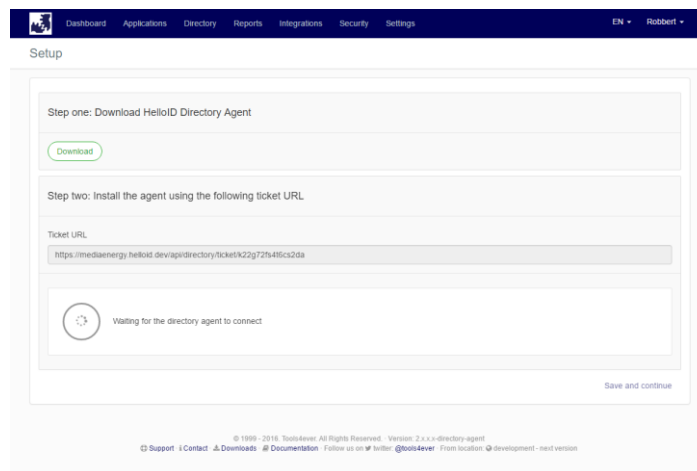 Dashboard Applications Directory Reports Integrations Security Settings EN Robbert
Setup
Step one: Download HelloID Directory Agent
Download
Step two: Install the agent using the following ticket URL
Ticket URL
https://mediaenergy.helloid.dev/api/directory/ticket/k22g72fs4f6cs2da
Waiting for the directory agent to connect
Save and continue
© 1999 - 2016. Tools4ever. All Rights Reserved. · Version: 2.x.x.x-directory-agent
Support Contact Downloads Documentation · Follow us on twitter: @tools4ever · From location: development - next version